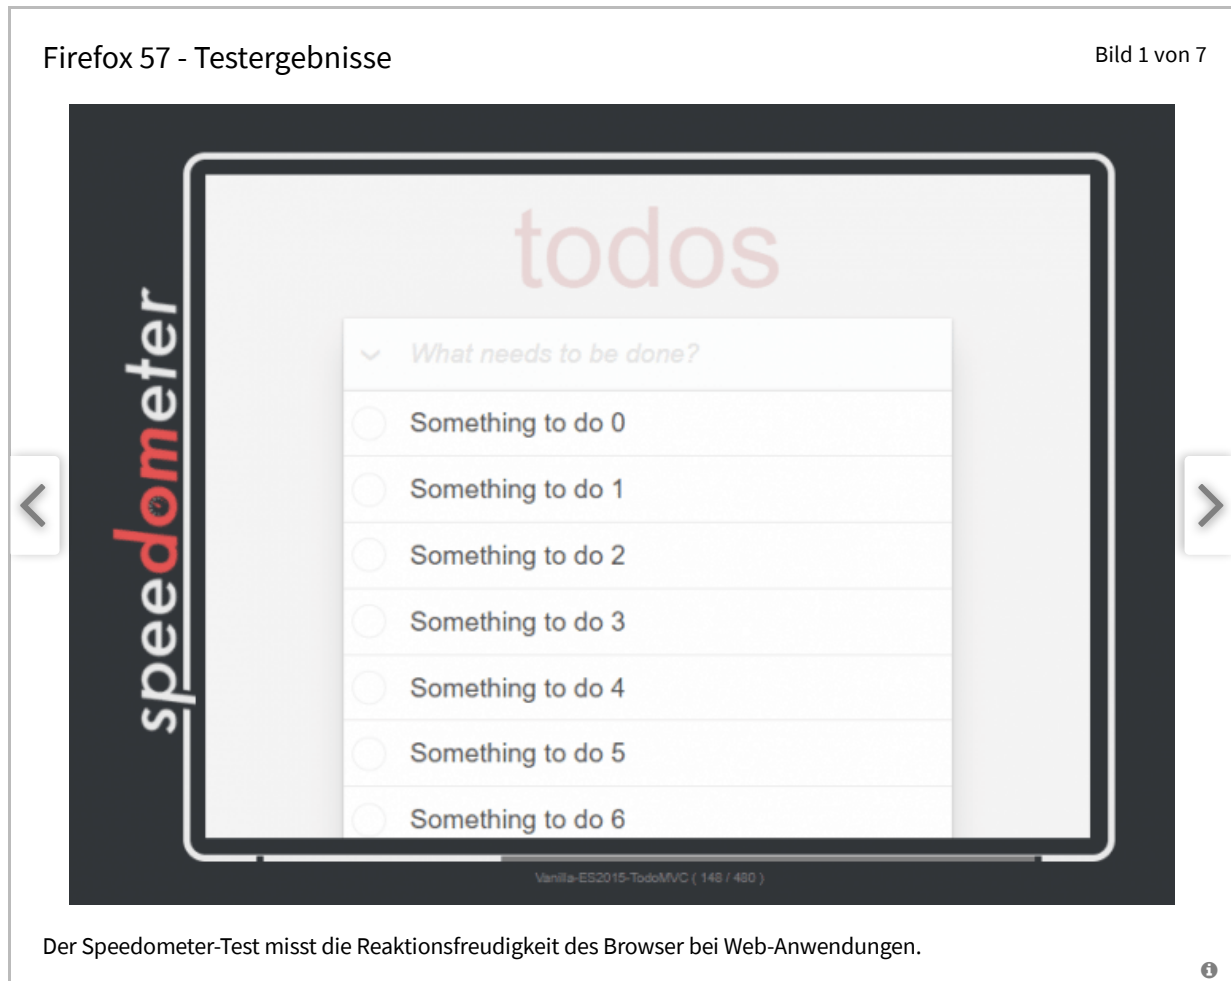 Firefox 57 - Testergebnisse
Bild 1 von 7
speedometer
todos
What needs to be done?
Something to do 0
Something to do 1
Something to do 2
Something to do 3
Something to do 4
Something to do 5
Something to do 6
Vanilla-ES2015-TodoMVC ( 148 / 480 )
Der Speedometer-Test misst die Reaktionsfreudigkeit des Browser bei Web-Anwendungen.